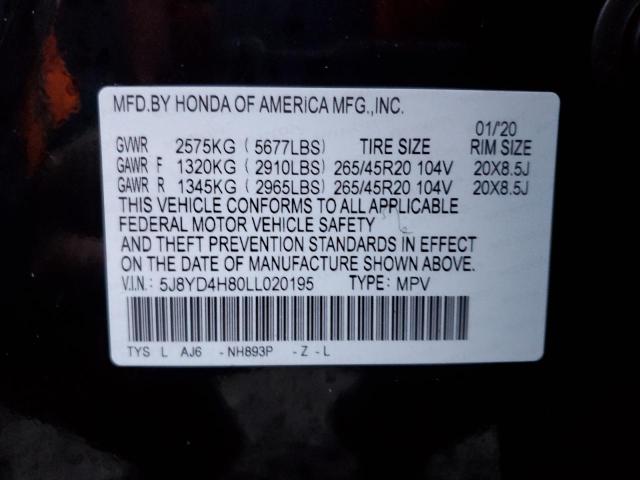 MFD.BY HONDA OF AMERICA MFG.,INC.
01/'20
GVWR 2575KG ( 5677LBS) TIRE SIZE RIM SIZE
GAWR F 1320KG ( 2910LBS) 265/45R20 104V 20X8.5J
GAWR R 1345KG ( 2965LBS) 265/45R20 104V 20X8.5J
THIS VEHICLE CONFORMS TO ALL APPLICABLE
FEDERAL MOTOR VEHICLE SAFETY
AND THEFT PREVENTION STANDARDS IN EFFECT
ON THE DATE OF MANUFACTURE SHOWN ABOVE.
V.I.N.: 5J8YD4H80LL020195 TYPE: MPV
TYS L AJ6 - NH893P - Z - L